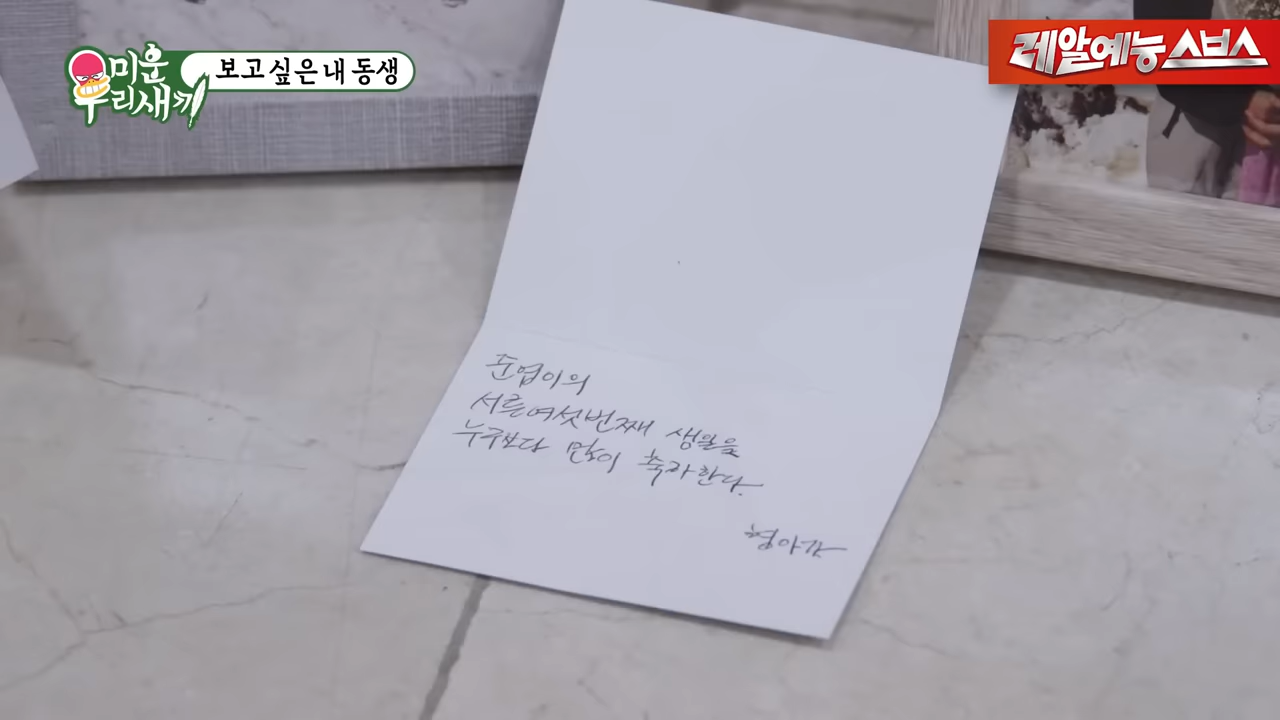 미운
우리새끼
보고 싶은 내 동생
레알예능스브스
준엽이의
서른여섯번째 생일을
누구보다 많이 축하한다.
형아가